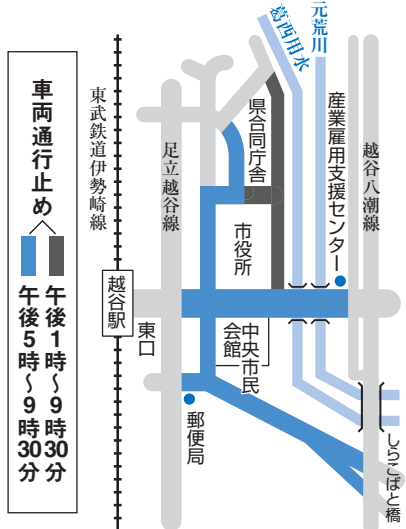 車両通行止め
午後1時〜9時30分
午後5時〜9時30分
東武鉄道伊勢崎線
越谷駅
東口
足立越谷線
県合同庁舎
市役所
中央市民
会館
郵便局
葛西用水
元荒川
産業雇用支援センター
越谷八潮線
しらこばと橋